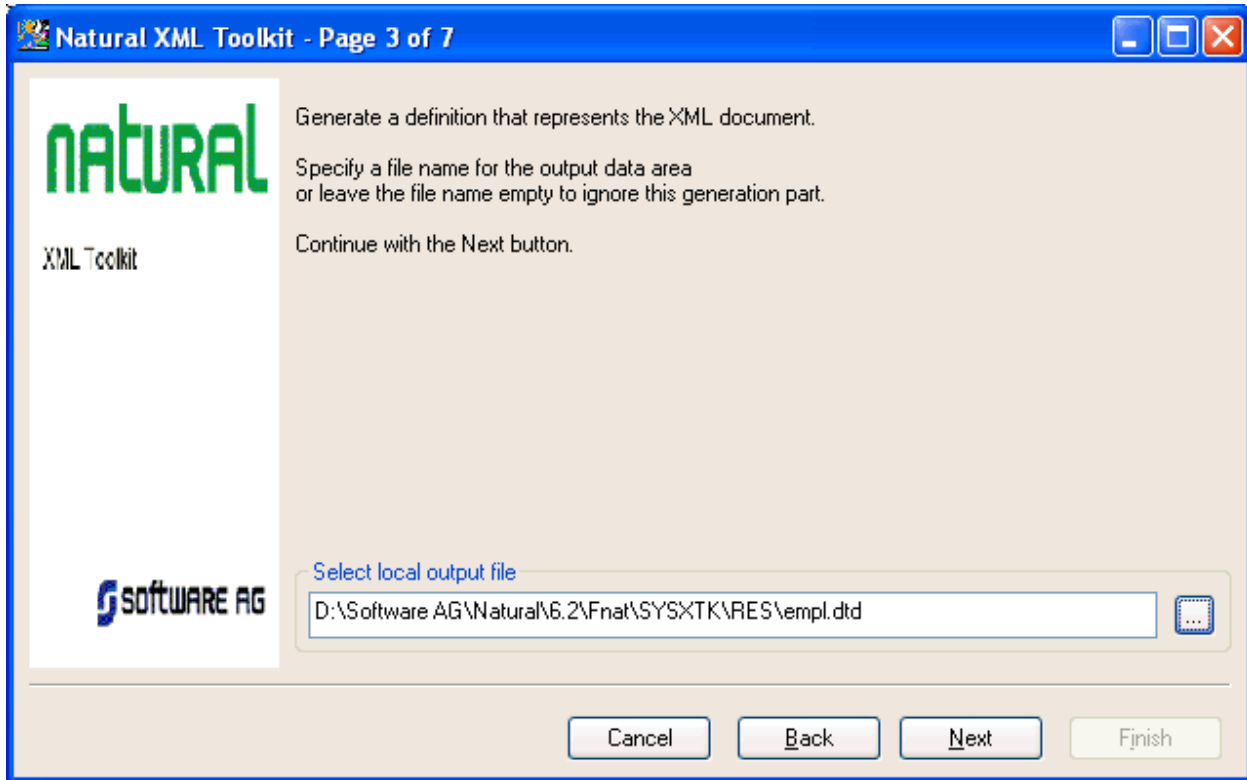 Natural XML Toolkit - Page 3 of 7
natural
XML Toolkit
Generate a definition that represents the XML document.
Specify a file name for the output data area
or leave the file name empty to ignore this generation part.
Continue with the Next button.
software AG
Select local output file
D:\Software AG\Natural\6.2\Fnat\SYSXTK\RES\empl.dtd
...
Cancel
Back
Next
Finish